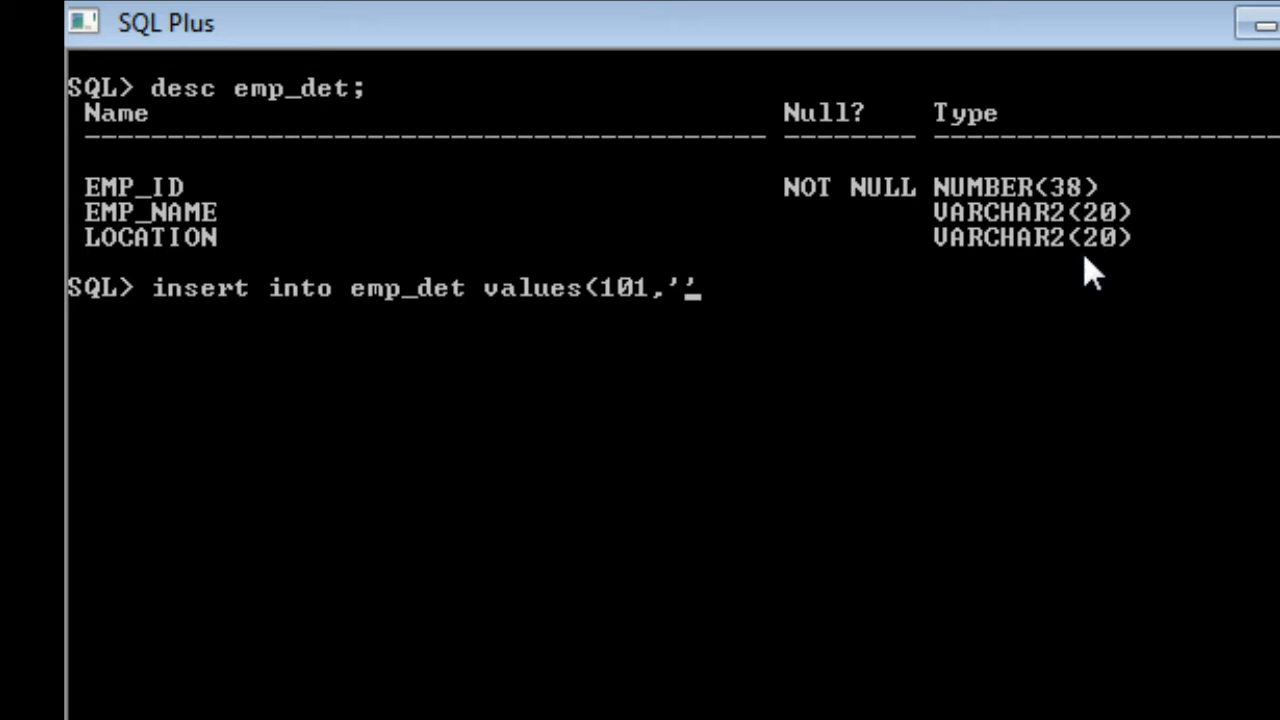 SQL Plus
SQL> desc emp_det;
Name Null? Type
----------------------------------------- -------- ---------------------
EMP_ID NOT NULL NUMBER(38)
EMP_NAME VARCHAR2(20)
LOCATION VARCHAR2(20)
SQL> insert into emp_det values(101,''